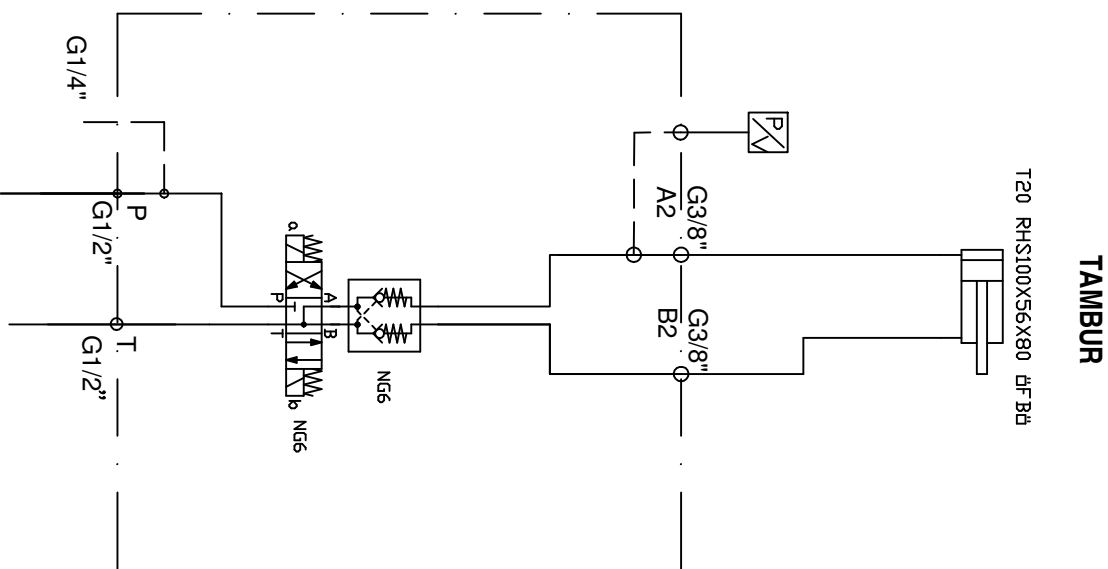 TAMBUR
T20 RHS100X56X80
P
G3/8"
A2
G3/8"
B2
G1/4"
P
G1/2"
T
G1/2”
a
P
A
T
B
b
NG6
NG6